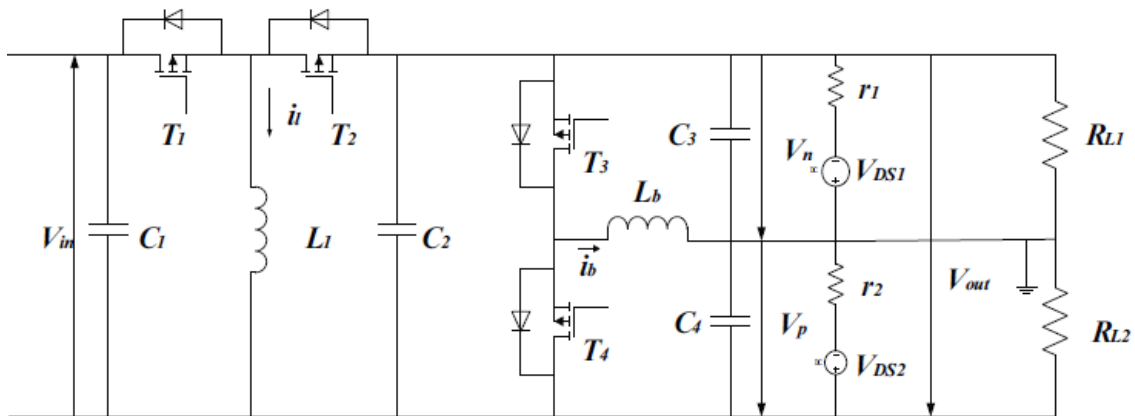 T1
il
T2
Vin
C1
L1
C2
T3
Lb
ib
T4
C3
C4
Vn
Vp
r1
VDS1
r2
VDS2
Vout
RL1
RL2